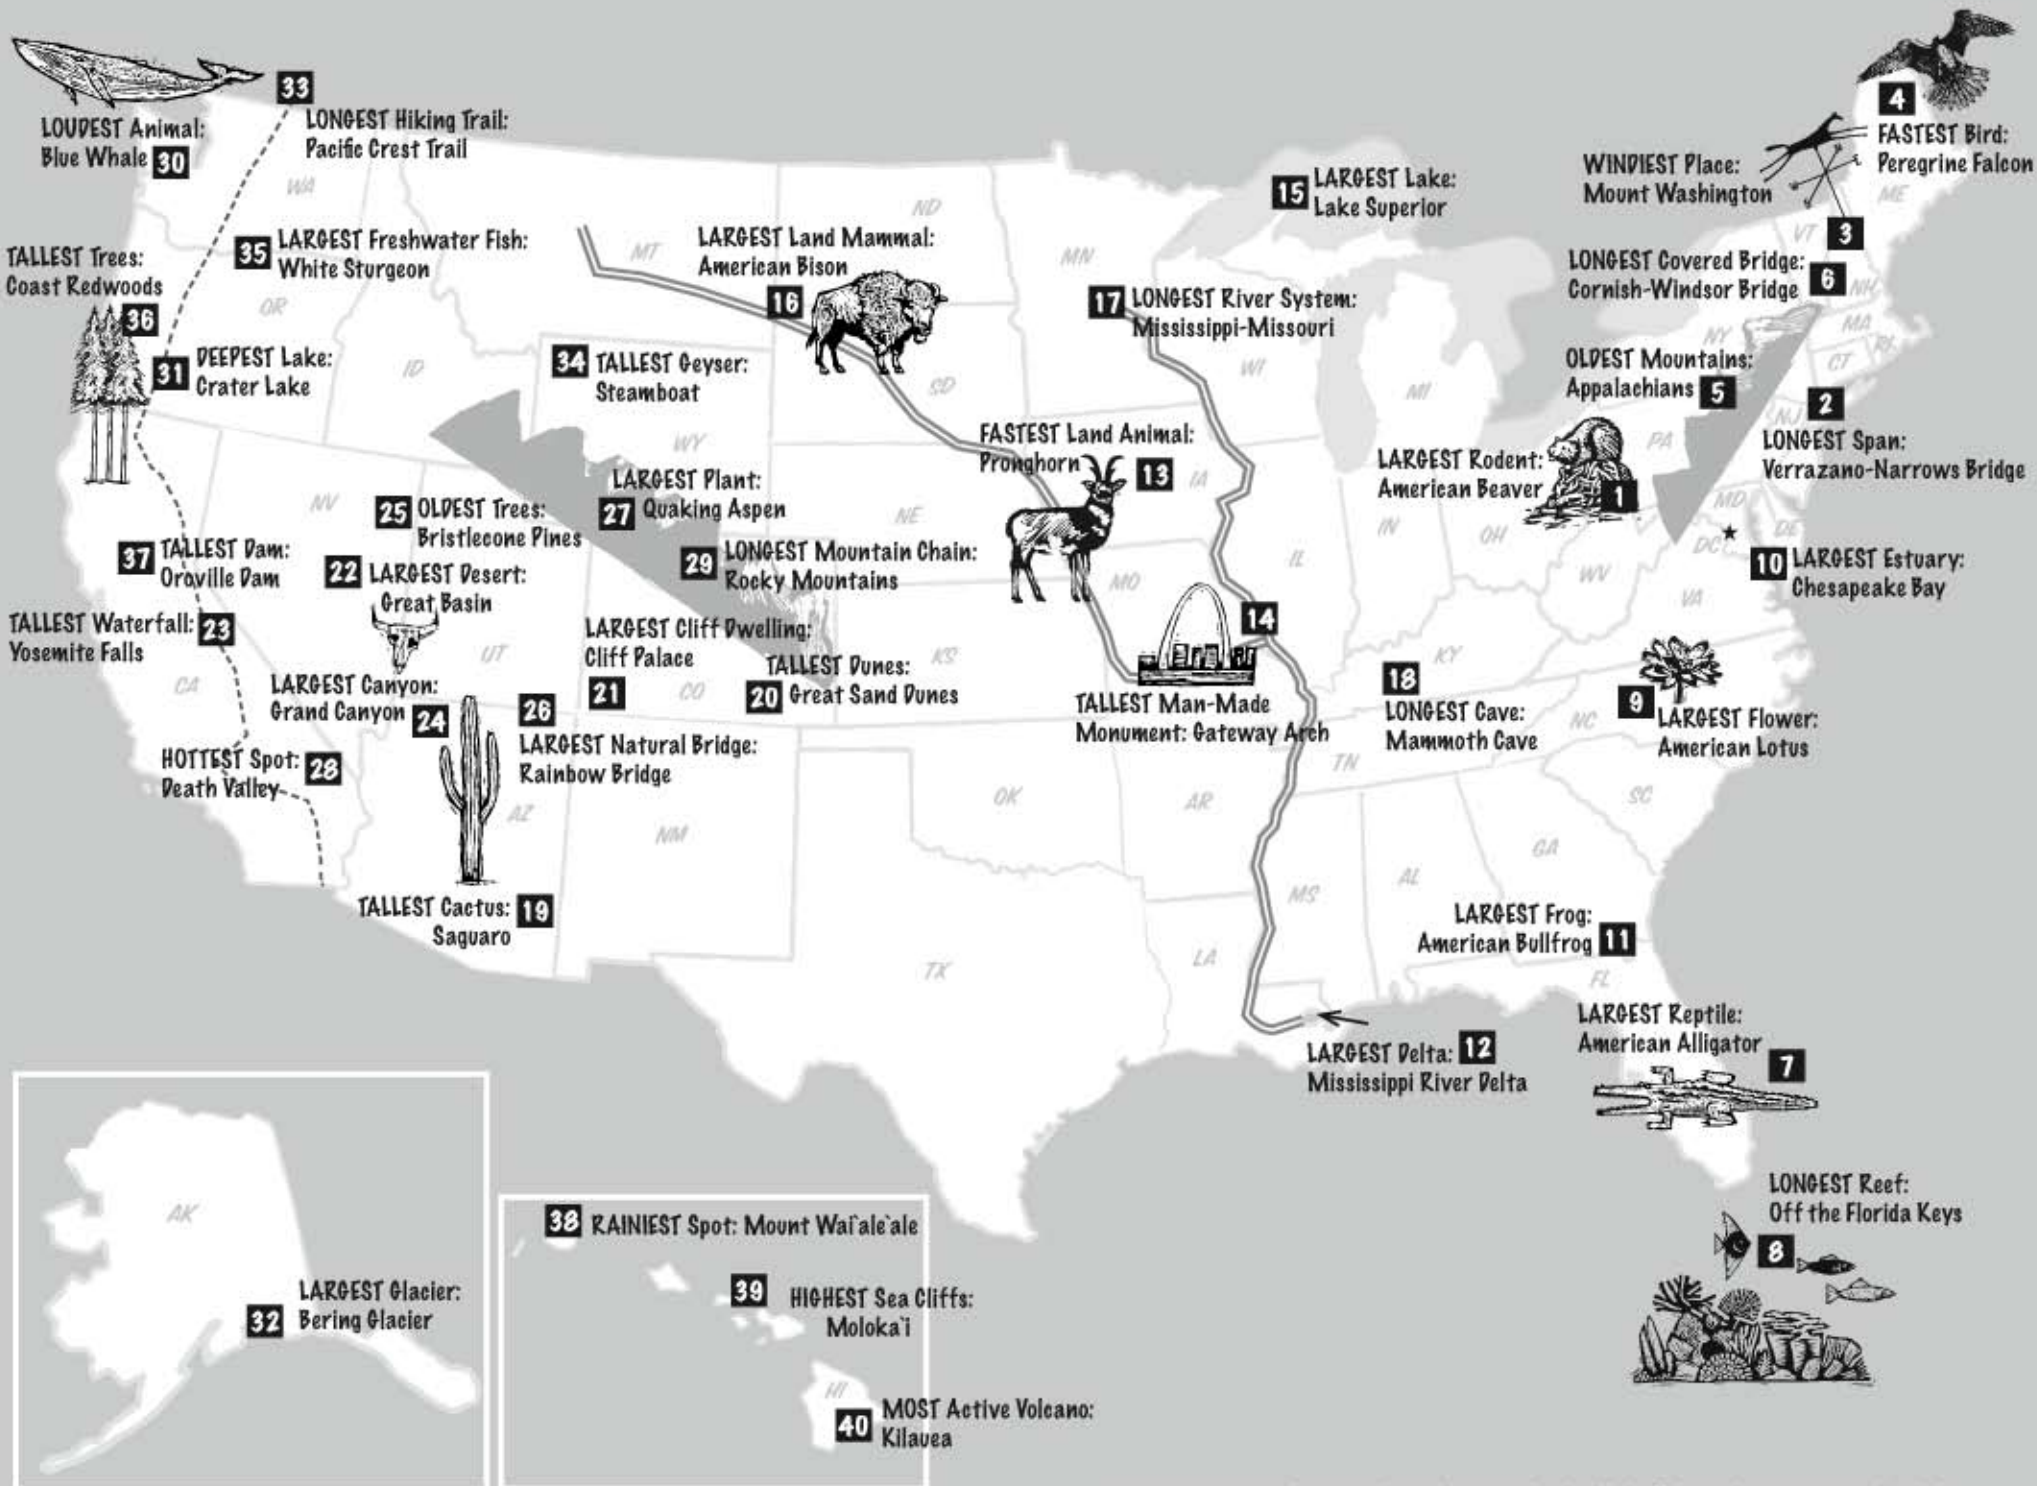 33
LOUDEST Animal:
Blue Whale 30
LONGEST Hiking Trail:
Pacific Crest Trail
4
FASTEST Bird:
Peregrine Falcon
WINDIEST Place:
Mount Washington
3
15 LARGEST Lake:
Lake Superior
WA
ND
MT
MN
ME
VT
35 LARGEST Freshwater Fish:
White Sturgeon
LARGEST Land Mammal:
American Bison
16
TALLEST Trees:
Coast Redwoods
36
OR
LONGEST Covered Bridge:
Cornish-Windsor Bridge 6
NH
17 LONGEST River System:
Mississippi-Missouri
31 DEEPEST Lake:
Crater Lake
ID
34 TALLEST Geyser:
Steamboat
SD
WI
MI
NY
MA
RI
CT
OLDEST Mountains:
Appalachians 5
2
NJ
LONGEST Span:
Verrazano-Narrows Bridge
WY
FASTEST Land Animal:
Pronghorn 13
IA
LARGEST Rodent:
American Beaver 1
PA
MD
DE
DC
NV
25 OLDEST Trees:
Bristlecone Pines
LARGEST Plant:
27 Quaking Aspen
NE
IN
OH
IL
37 TALLEST Dam:
Oroville Dam
22 LARGEST Desert:
Great Basin
29 LONGEST Mountain Chain:
Rocky Mountains
MO
WV
VA
10 LARGEST Estuary:
Chesapeake Bay
TALLEST Waterfall: 23
Yosemite Falls
UT
LARGEST Cliff Dwelling:
Cliff Palace
21
CO
TALLEST Dunes:
20 Great Sand Dunes
KS
14
TALLEST Man-Made
Monument: Gateway Arch
KY
18
LONGEST Cave:
Mammoth Cave
9
LARGEST Flower:
American Lotus
NC
CA
LARGEST Canyon:
Grand Canyon 24
26
LARGEST Natural Bridge:
Rainbow Bridge
HOTTEST Spot: 28
Death Valley
AZ
NM
OK
AR
TN
SC
GA
AL
MS
TALLEST Cactus: 19
Saguaro
TX
LA
LARGEST Frog:
American Bullfrog 11
FL
LARGEST Reptile:
American Alligator 7
LARGEST Delta: 12
Mississippi River Delta
LONGEST Reef:
Off the Florida Keys
8
AK
LARGEST Glacier:
32 Bering Glacier
38 RAINIEST Spot: Mount Wai`ale`ale
39 HIGHEST Sea Cliffs:
Moloka`i
HI
40 MOST Active Volcano:
Kilauea